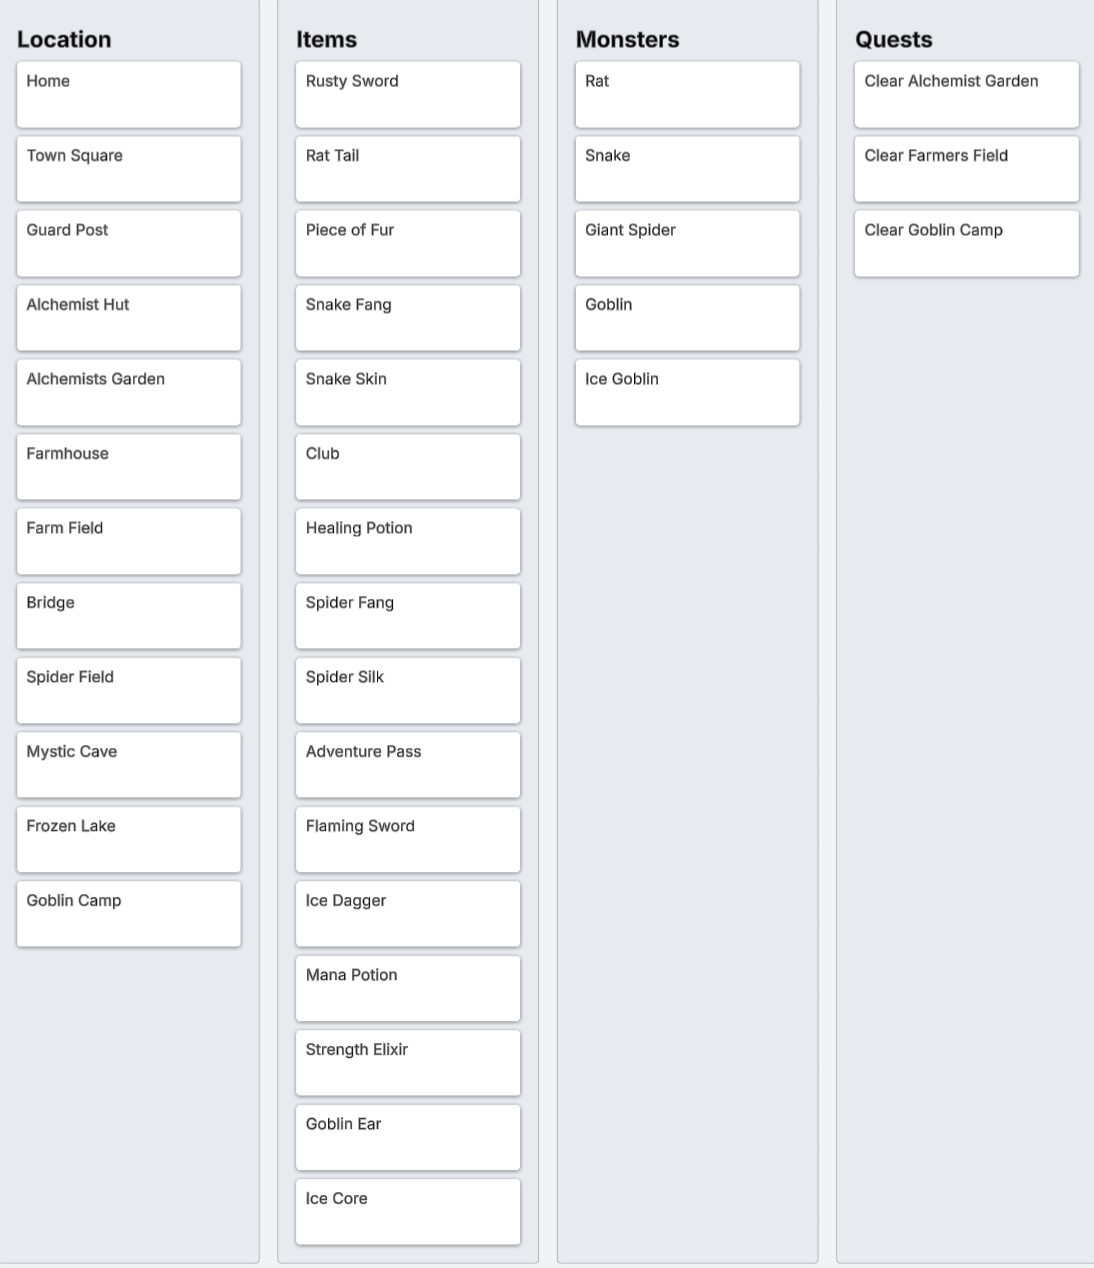 Location
Home
Town Square
Guard Post
Alchemist Hut
Alchemists Garden
Farmhouse
Farm Field
Bridge
Spider Field
Mystic Cave
Frozen Lake
Goblin Camp
Items
Rusty Sword
Rat Tail
Piece of Fur
Snake Fang
Snake Skin
Club
Healing Potion
Spider Fang
Spider Silk
Adventure Pass
Flaming Sword
Ice Dagger
Mana Potion
Strength Elixir
Goblin Ear
Ice Core
Monsters
Rat
Snake
Giant Spider
Goblin
Ice Goblin
Quests
Clear Alchemist Garden
Clear Farmers Field
Clear Goblin Camp